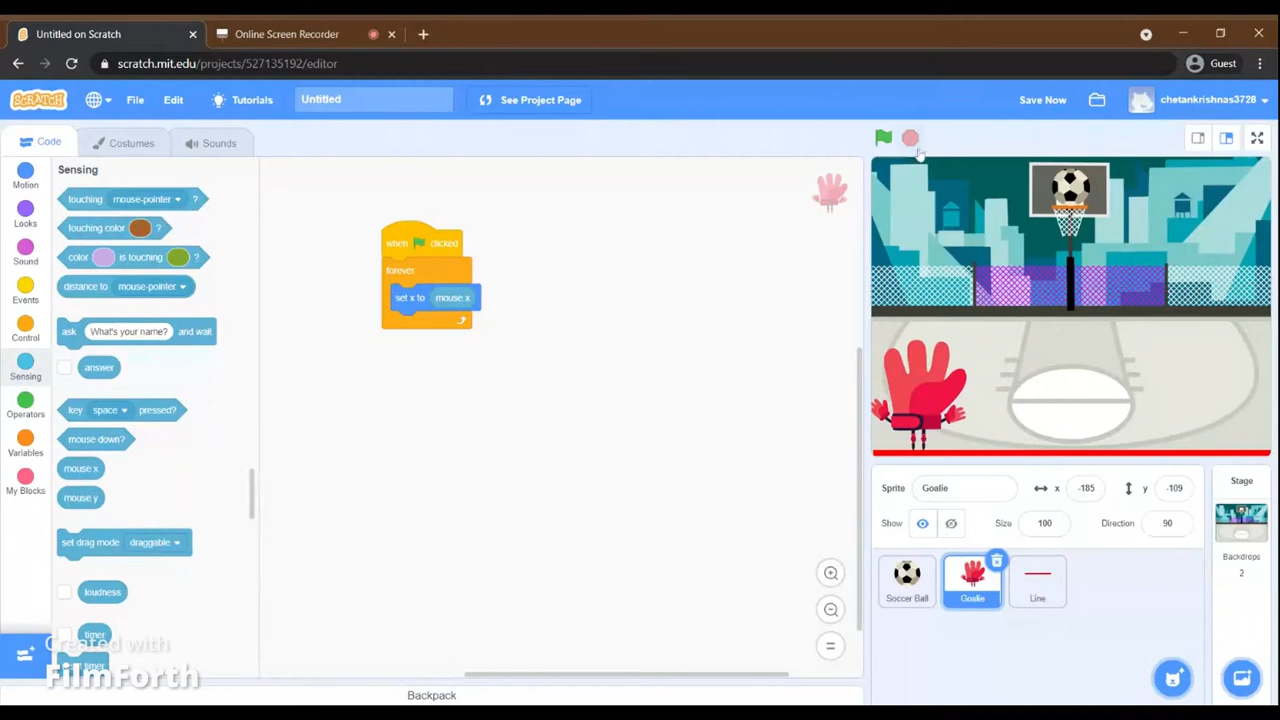 Untitled on Scratch
Online Screen Recorder
scratch.mit.edu/projects/527135192/editor
Guest
SCRATCH
File
Edit
Tutorials
Untitled
See Project Page
Save Now
chetankrishnas3728
Code
Costumes
Sounds
Motion
Looks
Sound
Events
Control
Sensing
Operators
Variables
My Blocks
Sensing
touching mouse-pointer ?
touching color ?
color is touching ?
distance to mouse-pointer
ask What's your name? and wait
answer
key space pressed?
mouse down?
mouse x
mouse y
set drag mode draggable
loudness
timer
timer
when clicked
forever
set x to mouse x
Sprite Goalie x -185 y -109
Show Size 100 Direction 90
Soccer Ball
Goalie
Line
Stage
Backdrops
2
Backpack
Created with
FilmForth